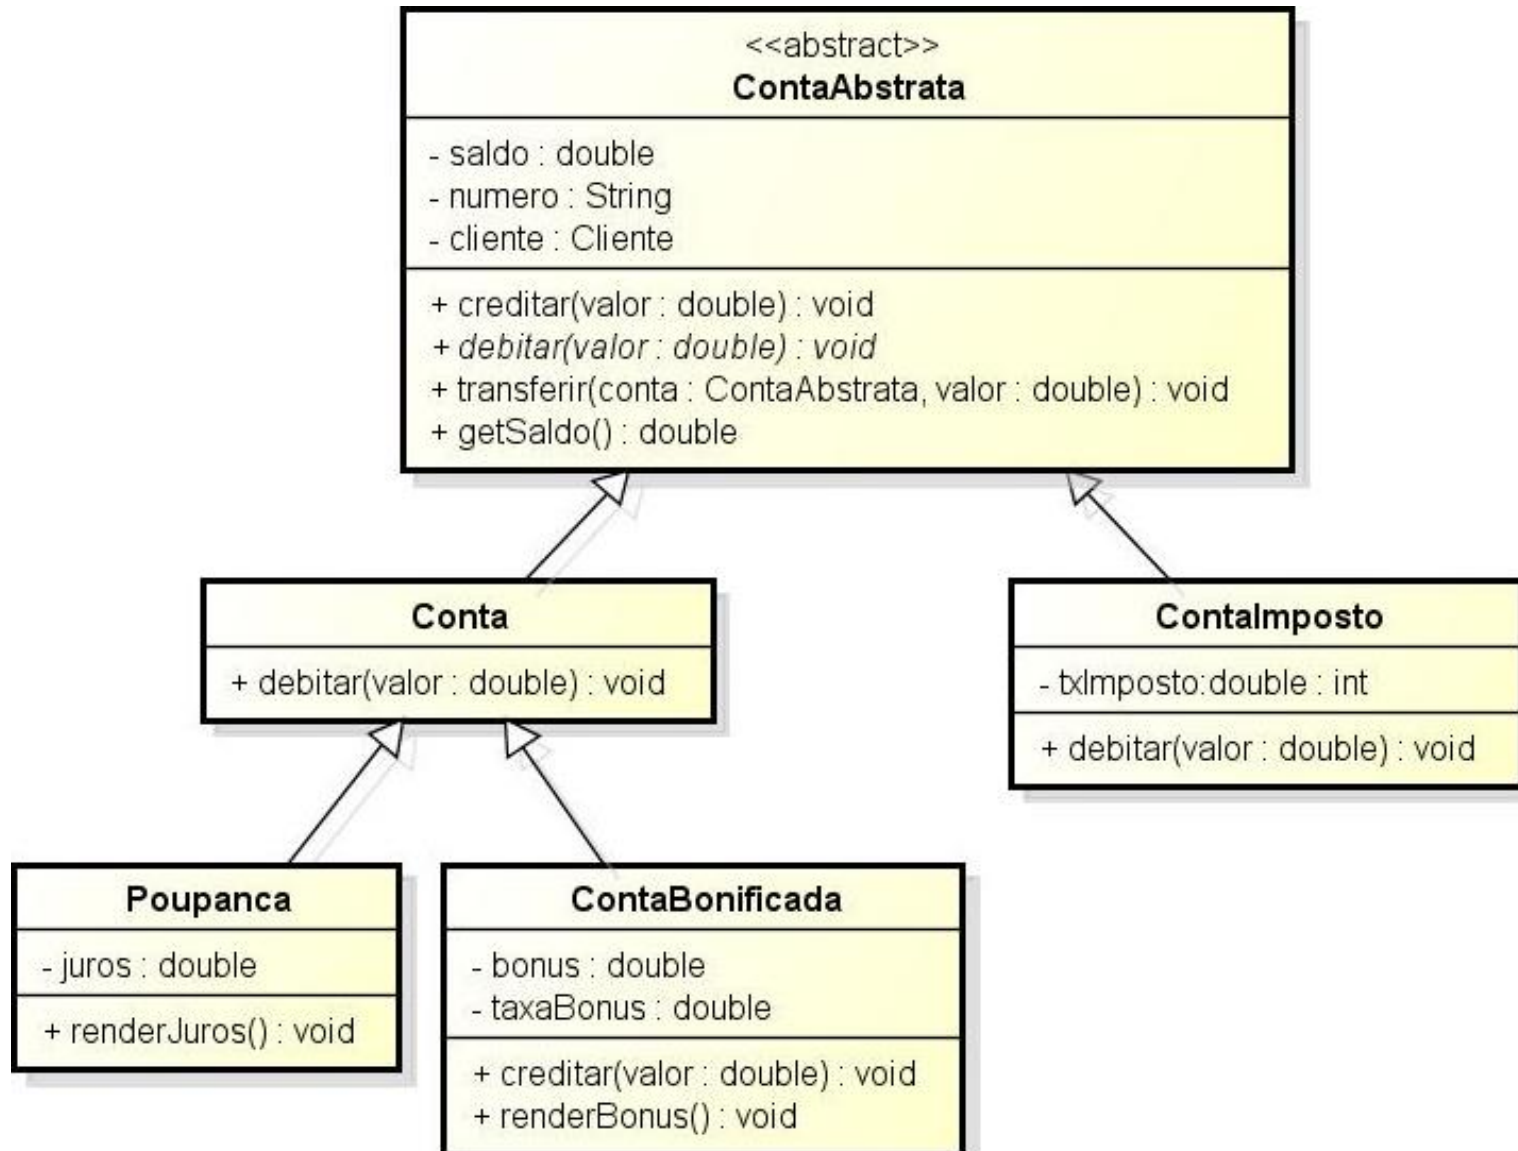 <<abstract>>
ContaAbstrata
- saldo : double
- numero : String
- cliente : Cliente
+ creditar(valor : double) : void
+ debitar(valor : double) : void
+ transferir(conta : ContaAbstrata, valor : double) : void
+ getSaldo() : double
Conta
+ debitar(valor : double) : void
ContaImposto
- txImposto:double : int
+ debitar(valor : double) : void
Poupanca
- juros : double
+ renderJuros() : void
ContaBonificada
- bonus : double
- taxaBonus : double
+ creditar(valor : double) : void
+ renderBonus() : void